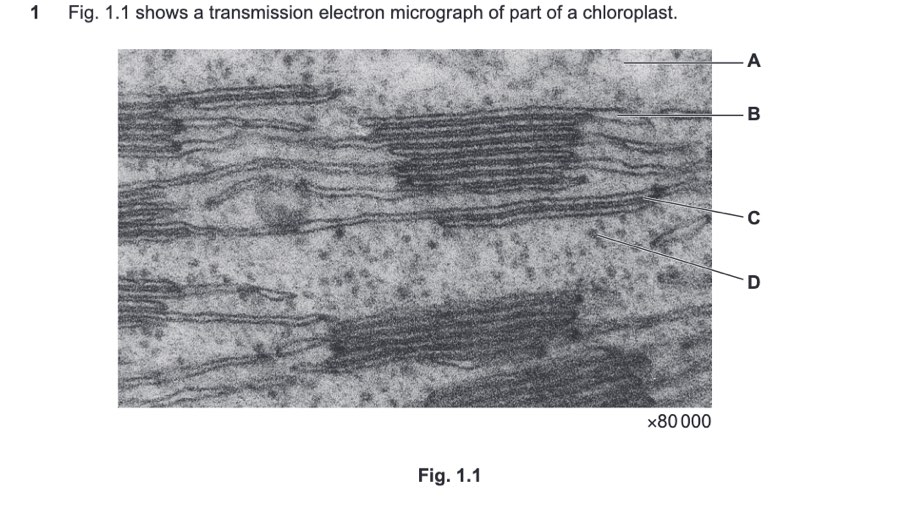 1 Fig. 1.1 shows a transmission electron micrograph of part of a chloroplast.
A
B
C
D
×80 000
Fig. 1.1